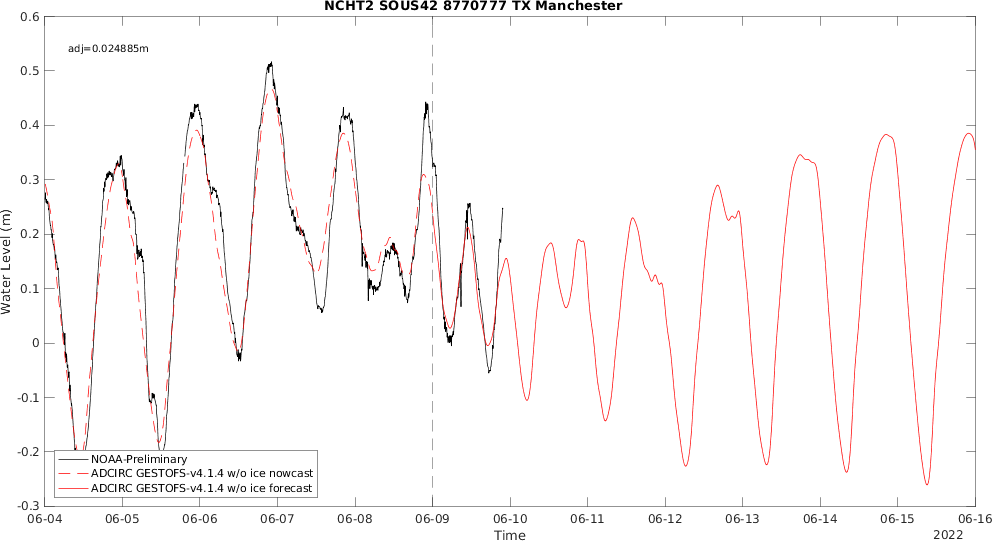 NCHT2 SOUS42 8770777 TX Manchester
adj=0.024885m
0.6
0.5
0.4
0.3
0.2
0.1
0
-0.1
-0.2
-0.3
Water Level (m)
NOAA-Preliminary
ADCIRC GESTOFS-v4.1.4 w/o ice nowcast
ADCIRC GESTOFS-v4.1.4 w/o ice forecast
06-04 06-05 06-06 06-07 06-08 06-09 06-10 06-11 06-12 06-13 06-14 06-15 06-16
Time
2022